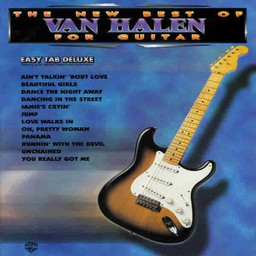 THE NEW BEST OF
VAN HALEN
FOR GUITAR
EASY TAB DELUXE
AIN'T TALKIN' 'BOUT LOVE
BEAUTIFUL GIRLS
DANCE THE NIGHT AWAY
DANCING IN THE STREET
JAMIE'S CRYIN'
JUMP
LOVE WALKS IN
OH, PRETTY WOMAN
PANAMA
RUNNIN' WITH THE DEVIL
UNCHAINED
YOU REALLY GOT ME